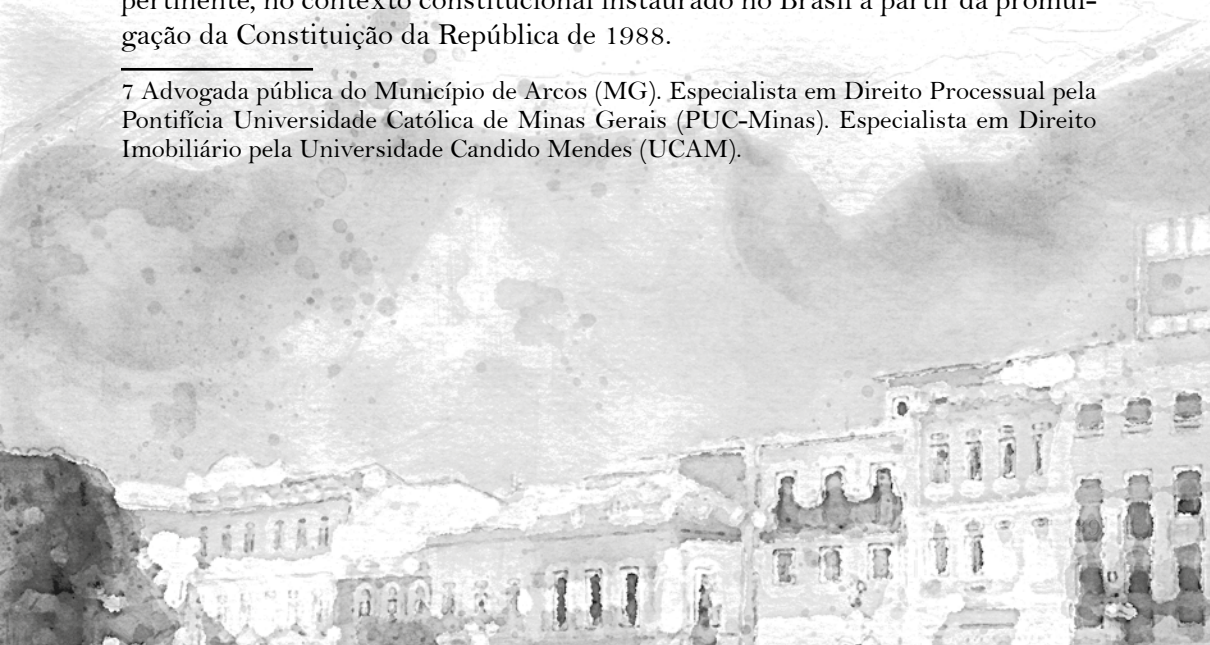 pertinente, no contexto constitucional instaurado no Brasil a partir da promul-
gação da Constituição da República de 1988.
7 Advogada pública do Município de Arcos (MG). Especialista em Direito Processual pela
Pontifícia Universidade Católica de Minas Gerais (PUC-Minas). Especialista em Direito
Imobiliário pela Universidade Candido Mendes (UCAM).